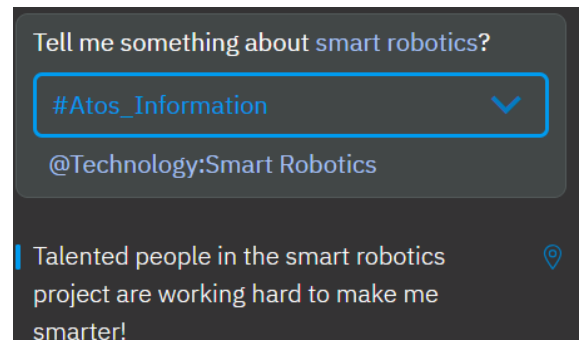 Tell me something about smart robotics?
#Atos_Information
@Technology:Smart Robotics
Talented people in the smart robotics
project are working hard to make me
smarter!